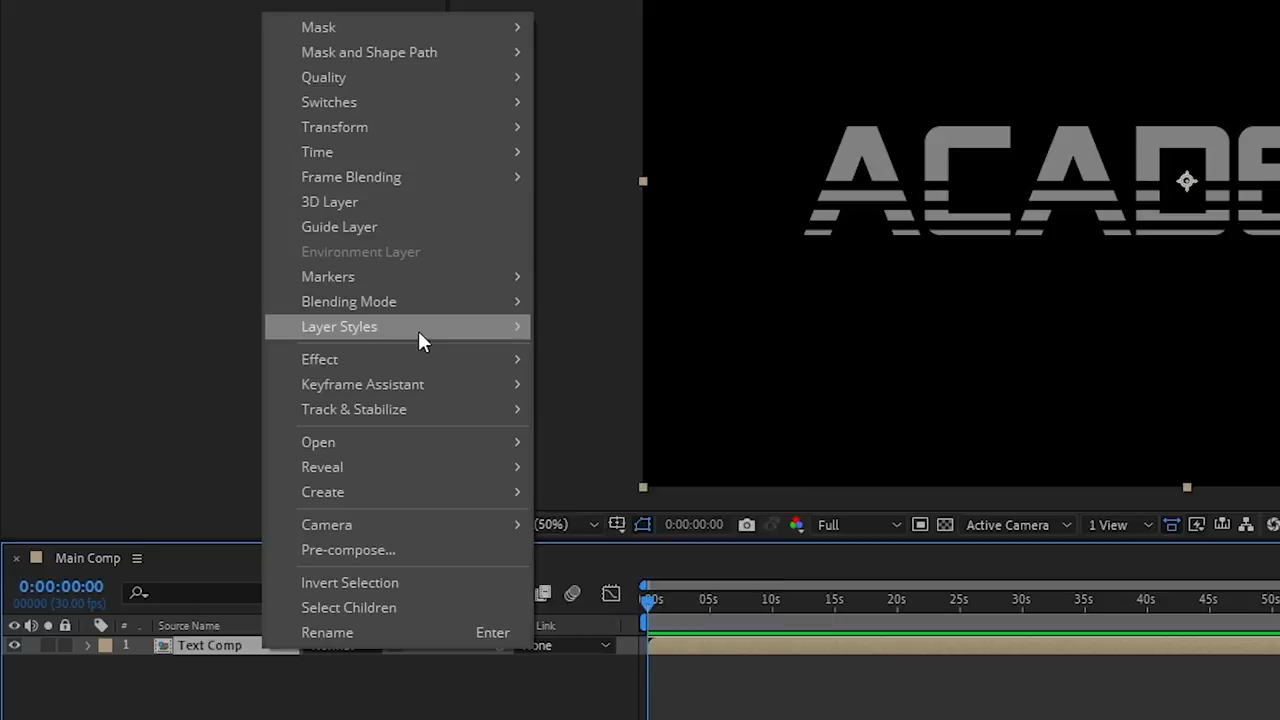 Mask
Mask and Shape Path
Quality
Switches
Transform
Time
Frame Blending
3D Layer
Guide Layer
Environment Layer
Markers
Blending Mode
Layer Styles
Effect
Keyframe Assistant
Track & Stabilize
Open
Reveal
Create
Camera
Pre-compose...
Invert Selection
Select Children
Rename Enter
ACAD
(50%) 0:00:00:00 Full Active Camera 1 View
Main Comp
0:00:00:00
00000 (30.00 fps)
05s 10s 15s 20s 25s 30s 35s 40s 45s 50s
# Source Name Link
1 Text Comp